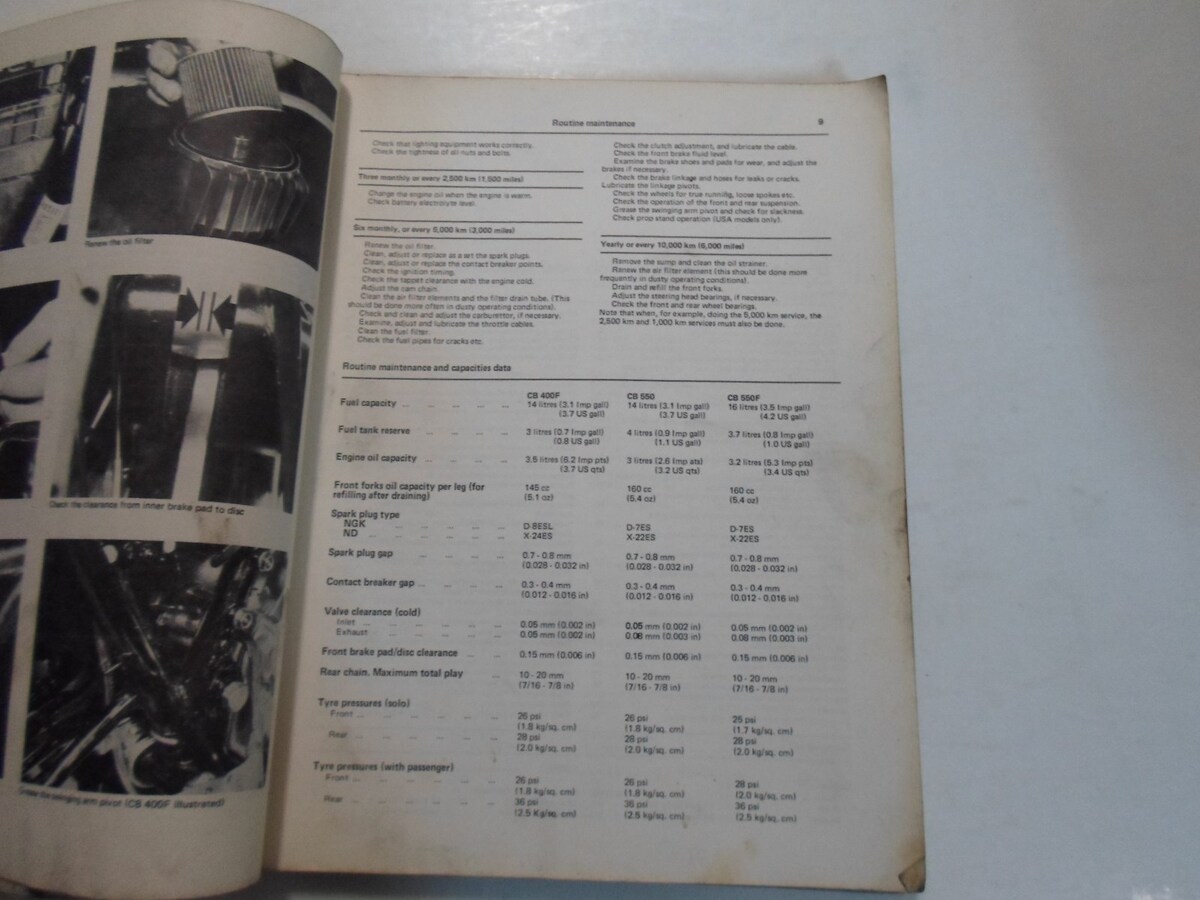 Renew the oil filter
Check the clearance from inner brake pad to disc
Grease the swinging arm pivot (CB 400F illustrated)
Routine maintenance 9
Check that lighting equipment works correctly.
Check the tightness of all nuts and bolts.
Three monthly or every 2,500 km (1,500 miles)
Change the engine oil when the engine is warm.
Check battery electrolyte level.
Six monthly, or every 5,000 km (3,000 miles)
Renew the oil filter.
Clean, adjust or replace as a set the spark plugs.
Clean, adjust or replace the contact breaker points.
Check the ignition timing.
Check the tappet clearance with the engine cold.
Adjust the cam chain.
Clean the air filter elements and the filter drain tube. (This
should be done more often in dusty operating conditions).
Check and clean and adjust the carburettor, if necessary.
Examine, adjust and lubricate the throttle cables.
Clean the fuel filter.
Check the fuel pipes for cracks etc.
Check the clutch adjustment, and lubricate the cable.
Check the front brake fluid level.
Examine the brake shoes and pads for wear, and adjust the
brakes if necessary.
Check the brake linkage and hoses for leaks or cracks.
Lubricate the linkage pivots.
Check the wheels for true running, loose spokes etc.
Check the operation of the front and rear suspension.
Grease the swinging arm pivot and check for slackness.
Check prop stand operation (USA models only).
Yearly or every 10,000 km (6,000 miles)
Remove the sump and clean the oil strainer.
Renew the air filter element (this should be done more
frequently in dusty operating conditions).
Drain and refill the front forks.
Adjust the steering head bearings, if necessary.
Check the front and rear wheel bearings.
Note that when, for example, doing the 5,000 km service, the
2,500 km and 1,000 km services must also be done.
Routine maintenance and capacities data
CB 400F CB 550 CB 550F
Fuel capacity ... 14 litres (3.1 Imp gall) 14 litres (3.1 Imp gall) 16 litres (3.5 Imp gall)
(3.7 US gall) (3.7 US gall) (4.2 US gall)
Fuel tank reserve ... 3 litres (0.7 Imp gall) 4 litres (0.9 Imp gall) 3.7 litres (0.8 Imp gall)
(0.8 US gall) (1.1 US gall) (1.0 US gall)
Engine oil capacity ... 3.5 litres (6.2 Imp pts) 3 litres (2.6 Imp qts) 3.2 litres (5.3 Imp pts)
(3.7 US qts) (3.2 US qts) (3.4 US qts)
Front forks oil capacity per leg (for 145 cc 160 cc 160 cc
refilling after draining) (5.1 oz) (5.4 oz) (5.4 oz)
Spark plug type
NGK ... D-8ESL D-7ES D-7ES
ND ... X-24ES X-22ES X-22ES
Spark plug gap ... 0.7 - 0.8 mm 0.7 - 0.8 mm 0.7 - 0.8 mm
(0.028 - 0.032 in) (0.028 - 0.032 in) (0.028 - 0.032 in)
Contact breaker gap ... 0.3 - 0.4 mm 0.3 - 0.4 mm 0.3 - 0.4 mm
(0.012 - 0.016 in) (0.012 - 0.016 in) (0.012 - 0.016 in)
Valve clearance (cold)
Inlet ... 0.05 mm (0.002 in) 0.05 mm (0.002 in) 0.05 mm (0.002 in)
Exhaust ... 0.05 mm (0.002 in) 0.08 mm (0.003 in) 0.08 mm (0.003 in)
Front brake pad/disc clearance ... 0.15 mm (0.006 in) 0.15 mm (0.006 in) 0.15 mm (0.006 in)
Rear chain. Maximum total play ... 10 - 20 mm 10 - 20 mm 10 - 20 mm
(7/16 - 7/8 in) (7/16 - 7/8 in) (7/16 - 7/8 in)
Tyre pressures (solo)
Front ... 26 psi 26 psi 25 psi
(1.8 kg/sq. cm) (1.8 kg/sq. cm) (1.7 kg/sq. cm)
Rear ... 28 psi 28 psi 28 psi
(2.0 kg/sq. cm) (2.0 kg/sq. cm) (2.0 kg/sq. cm)
Tyre pressures (with passenger)
Front ... 26 psi 26 psi 28 psi
(1.8 kg/sq. cm) (1.8 kg/sq. cm) (2.0 kg/sq. cm)
Rear ... 36 psi 36 psi 36 psi
(2.5 Kg/sq. cm) (2.5 kg/sq. cm) (2.5 kg/sq. cm)